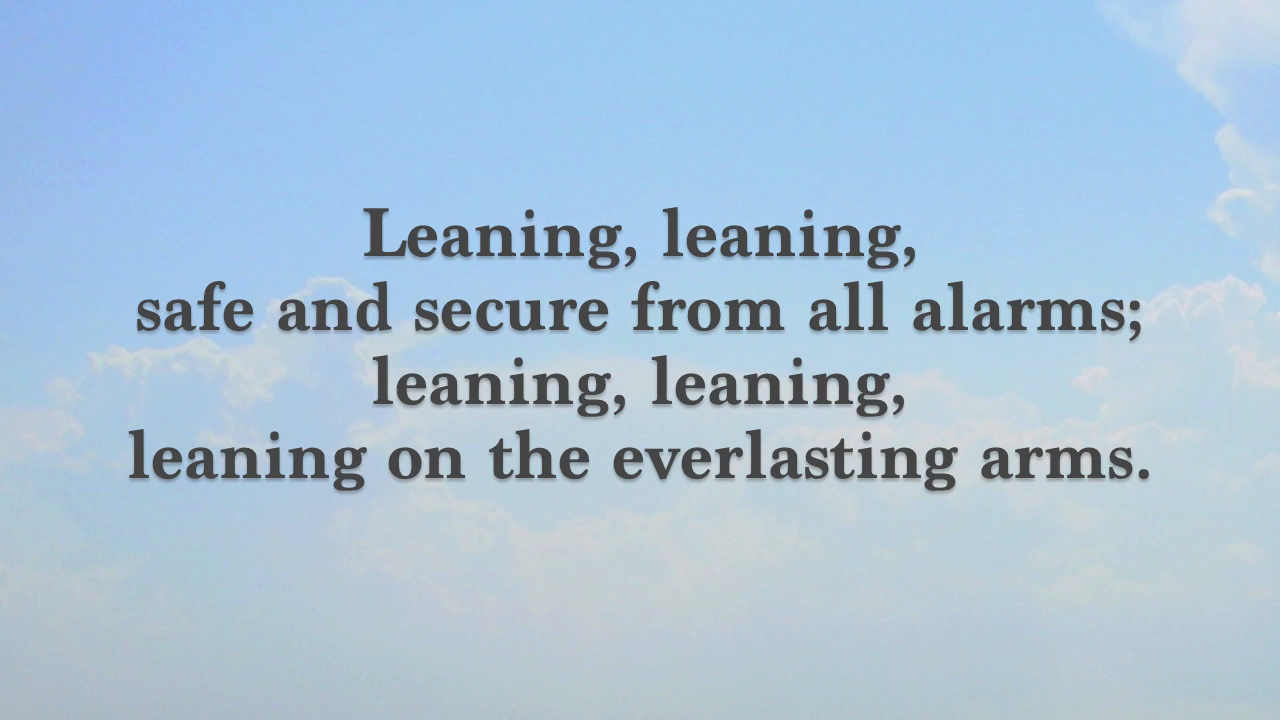 Leaning, leaning,
safe and secure from all alarms;
leaning, leaning,
leaning on the everlasting arms.